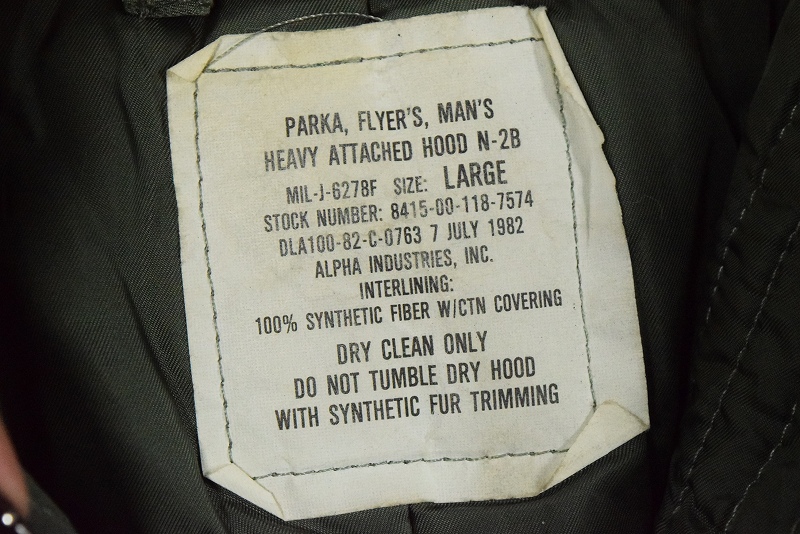 PARKA, FLYER'S, MAN'S
HEAVY ATTACHED HOOD N-2B
MIL-J-6278F SIZE: LARGE
STOCK NUMBER: 8415-00-118-7574
DLA100-82-C-0763 7 JULY 1982
ALPHA INDUSTRIES, INC.
INTERLINING:
100% SYNTHETIC FIBER W/CTN COVERING
DRY CLEAN ONLY
DO NOT TUMBLE DRY HOOD
WITH SYNTHETIC FUR TRIMMING